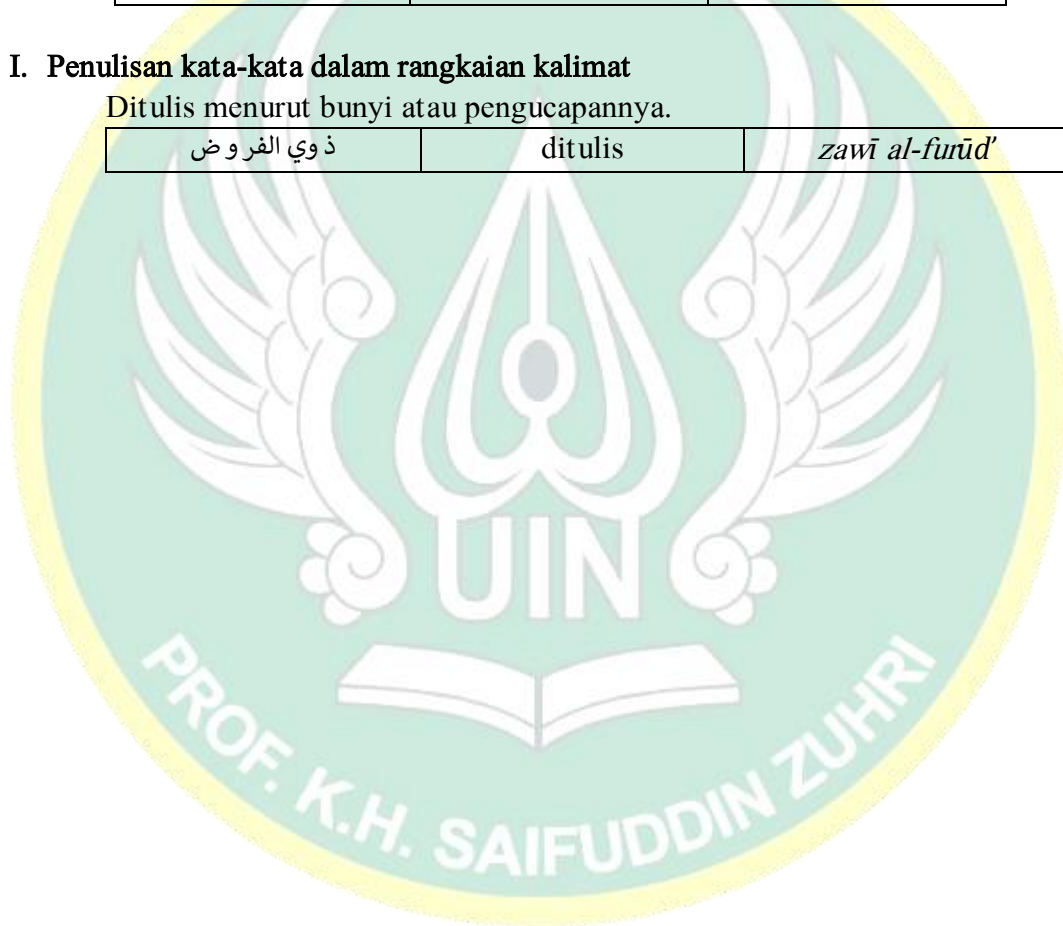 I. Penulisan kata-kata dalam rangkaian kalimat
Ditulis menurut bunyi atau pengucapannya.
ذوي الفروض ditulis zawī al-furūd’
UIN
PROF. K.H. SAIFUDDIN ZUHRI